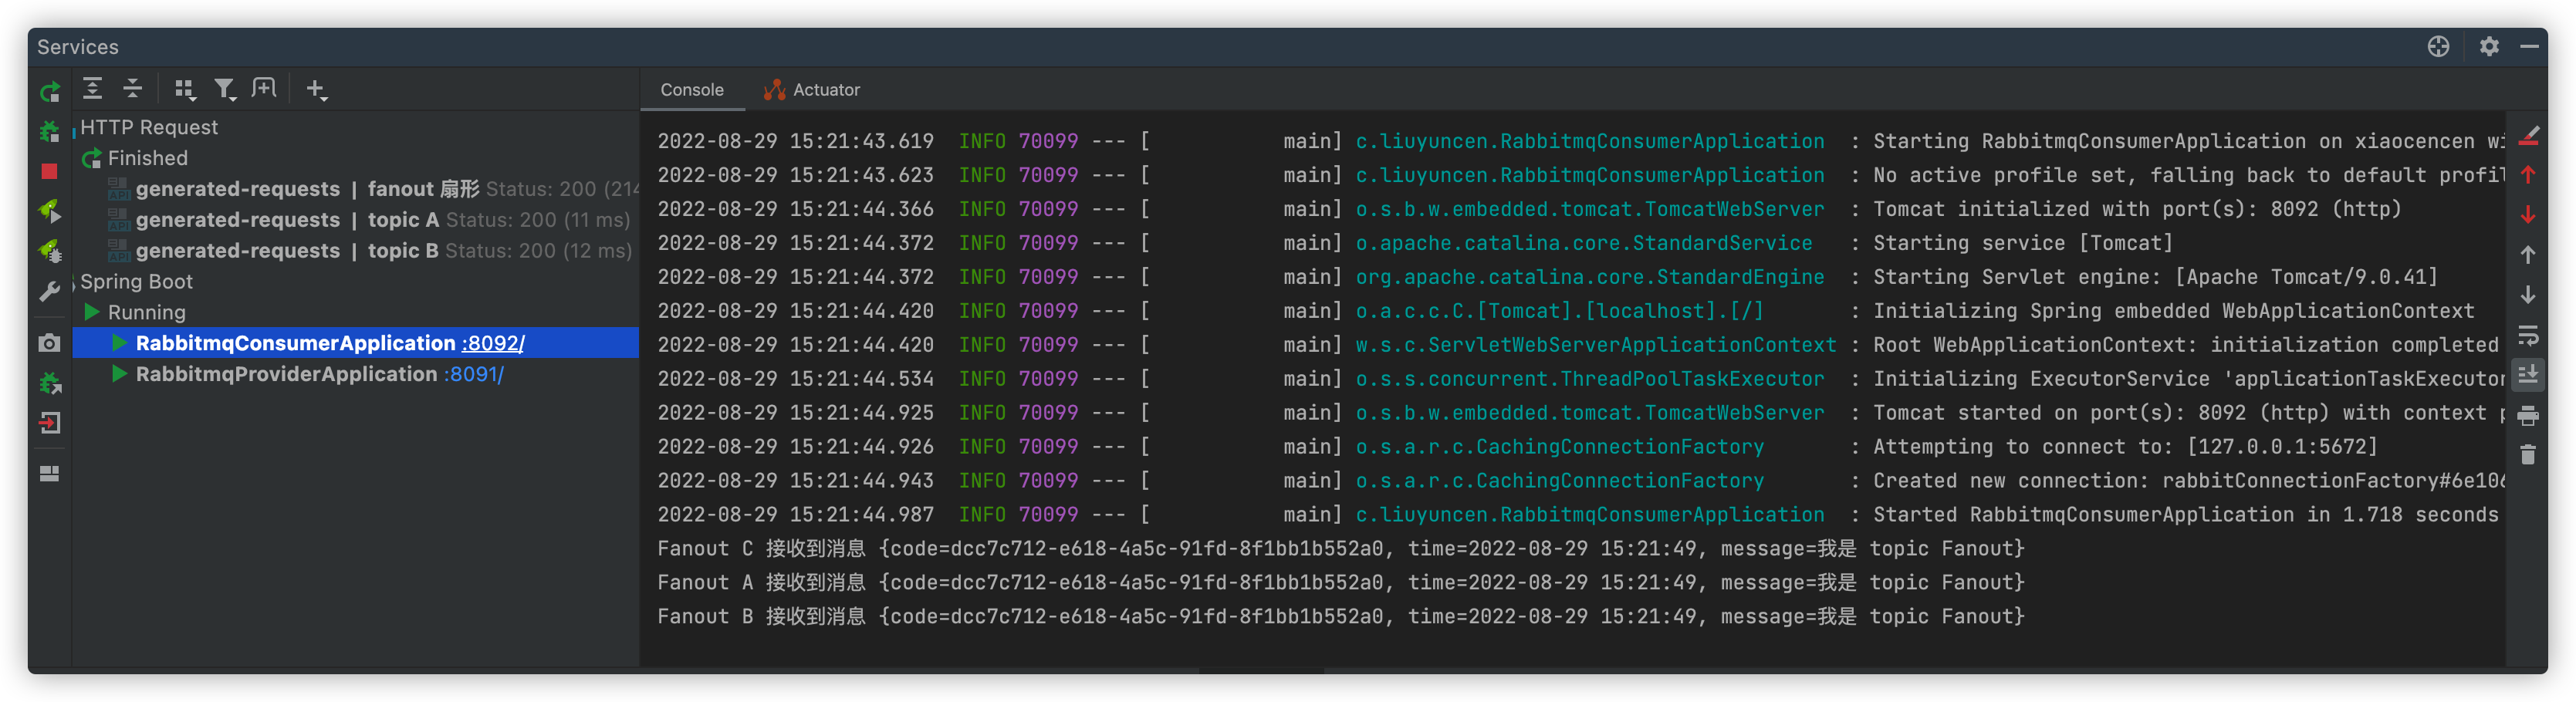 Services
Console
Actuator
HTTP Request
Finished
generated-requests | fanout 扇形 Status: 200 (214
generated-requests | topic A Status: 200 (11 ms)
generated-requests | topic B Status: 200 (12 ms)
Spring Boot
Running
RabbitmqConsumerApplication :8092/
RabbitmqProviderApplication :8091/
2022-08-29 15:21:43.619  INFO 70099 --- [           main] c.liuyuncen.RabbitmqConsumerApplication  : Starting RabbitmqConsumerApplication on xiaocencen wi
2022-08-29 15:21:43.623  INFO 70099 --- [           main] c.liuyuncen.RabbitmqConsumerApplication  : No active profile set, falling back to default profil
2022-08-29 15:21:44.366  INFO 70099 --- [           main] o.s.b.w.embedded.tomcat.TomcatWebServer  : Tomcat initialized with port(s): 8092 (http)
2022-08-29 15:21:44.372  INFO 70099 --- [           main] o.apache.catalina.core.StandardService   : Starting service [Tomcat]
2022-08-29 15:21:44.372  INFO 70099 --- [           main] org.apache.catalina.core.StandardEngine  : Starting Servlet engine: [Apache Tomcat/9.0.41]
2022-08-29 15:21:44.420  INFO 70099 --- [           main] o.a.c.c.C.[Tomcat].[localhost].[/]       : Initializing Spring embedded WebApplicationContext
2022-08-29 15:21:44.420  INFO 70099 --- [           main] w.s.c.ServletWebServerApplicationContext : Root WebApplicationContext: initialization completed
2022-08-29 15:21:44.534  INFO 70099 --- [           main] o.s.s.concurrent.ThreadPoolTaskExecutor  : Initializing ExecutorService 'applicationTaskExecutor
2022-08-29 15:21:44.925  INFO 70099 --- [           main] o.s.b.w.embedded.tomcat.TomcatWebServer  : Tomcat started on port(s): 8092 (http) with context p
2022-08-29 15:21:44.926  INFO 70099 --- [           main] o.s.a.r.c.CachingConnectionFactory       : Attempting to connect to: [127.0.0.1:5672]
2022-08-29 15:21:44.943  INFO 70099 --- [           main] o.s.a.r.c.CachingConnectionFactory       : Created new connection: rabbitConnectionFactory#6e106
2022-08-29 15:21:44.987  INFO 70099 --- [           main] c.liuyuncen.RabbitmqConsumerApplication  : Started RabbitmqConsumerApplication in 1.718 seconds
Fanout C 接收到消息 {code=dcc7c712-e618-4a5c-91fd-8f1bb1b552a0, time=2022-08-29 15:21:49, message=我是 topic Fanout}
Fanout A 接收到消息 {code=dcc7c712-e618-4a5c-91fd-8f1bb1b552a0, time=2022-08-29 15:21:49, message=我是 topic Fanout}
Fanout B 接收到消息 {code=dcc7c712-e618-4a5c-91fd-8f1bb1b552a0, time=2022-08-29 15:21:49, message=我是 topic Fanout}